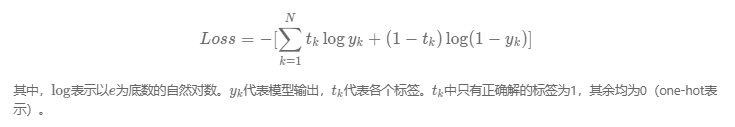 Loss = -[\sum_{k=1}^{N} t_k \log y_k + (1 - t_k) \log(1 - y_k)]
其中，log表示以e为底数的自然对数。y_k代表模型输出，t_k代表各个标签。t_k中只有正确解的标签为1，其余均为0（one-hot表
示）。